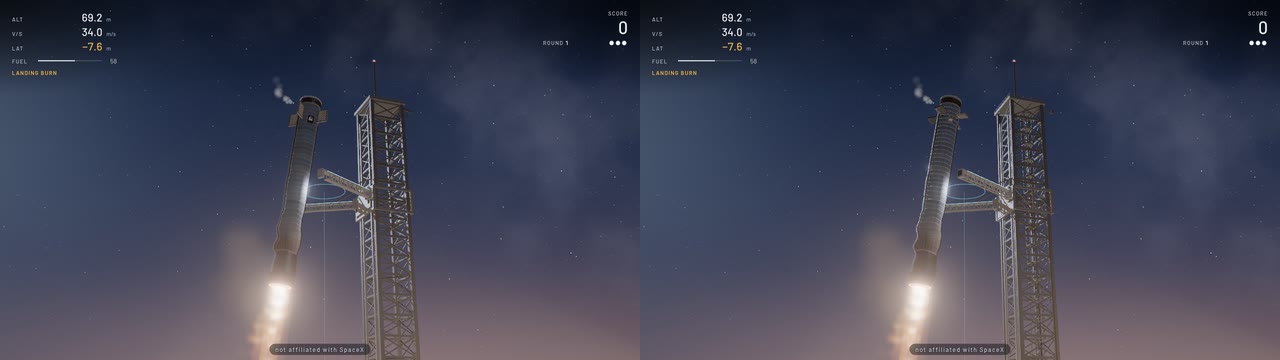 ALT 69.2 m
V/S 34.0 m/s
LAT −7.6 m
FUEL 58
LANDING BURN
SCORE
0
ROUND 1
not affiliated with SpaceX
ALT 69.2 m
V/S 34.0 m/s
LAT −7.6 m
FUEL 58
LANDING BURN
SCORE
0
ROUND 1
not affiliated with SpaceX